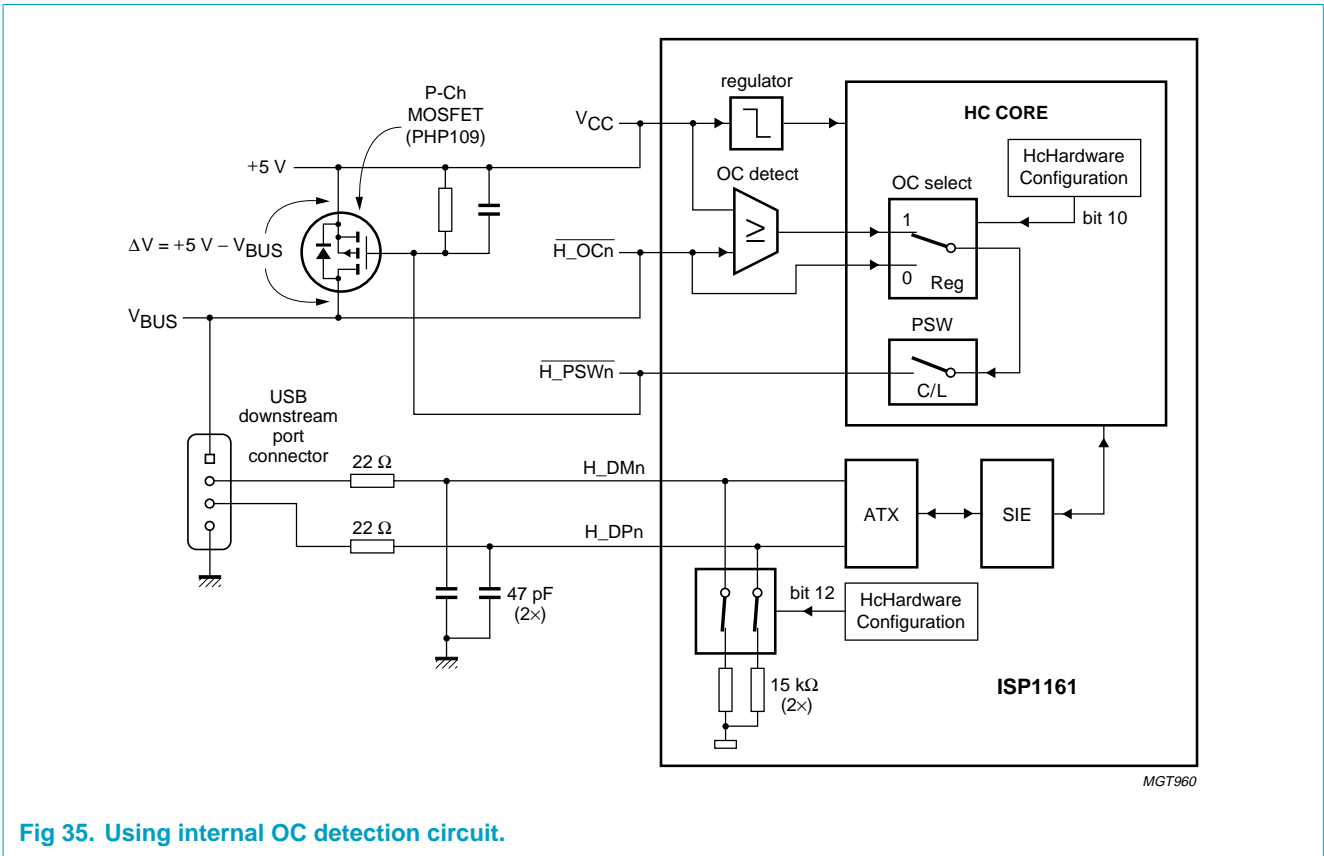 P-Ch
MOSFET
(PHP109)
+5 V
ΔV = +5 V − VBUS
VBUS
VCC
H_OCn
H_PSWn
regulator
OC detect
≥
HC CORE
HcHardware
Configuration
bit 10
OC select
1
0
Reg
PSW
C/L
USB
downstream
port
connector
22 Ω
22 Ω
H_DMn
H_DPn
47 pF
(2×)
ATX
SIE
bit 12
HcHardware
Configuration
15 kΩ
(2×)
ISP1161
MGT960
Fig 35. Using internal OC detection circuit.